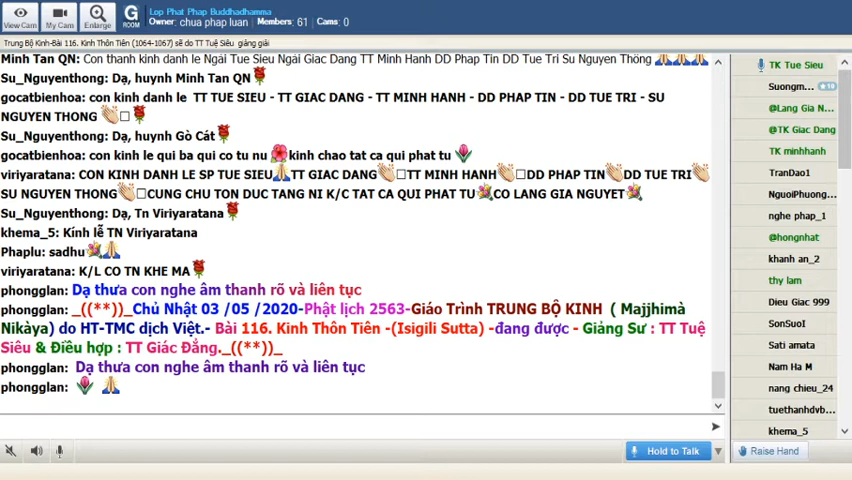 View Cam
My Cam
Enlarge
G
ROOM
Lop Phat Phap Buddhadhamma
Owner: chua phap luan Members: 61 Cams: 0
Trung Bộ Kinh-Bài 116. Kinh Thôn Tiên (1064-1067) sẽ do TT Tuệ Siêu giảng giải
Minh Tan QN: Con thanh kinh danh le Ngài Tue Sieu Ngài Giac Dang TT Minh Hanh DD Phap Tin DD Tue Tri Su Nguyen Thông
Su_Nguyenthong: Dạ, huynh Minh Tan QN
gocatbienhoa: con kinh danh le TT TUE SIEU - TT GIAC DANG - TT MINH HANH - DD PHAP TIN - DD TUE TRI - SU
NGUYEN THONG
Su_Nguyenthong: Dạ, huynh Gò Cát
gocatbienhoa: con kinh le qui ba qui co tu nu kinh chao tat ca qui phat tu
viriyaratana: CON KINH DANH LE SP TUE SIEU TT GIAC DANG TT MINH HANH DD PHAP TIN DD TUE TRI
SU NGUYEN THONG CUNG CHU TON DUC TANG NI K/C TAT CA QUI PHAT TU CO LANG GIA NGUYET
Su_Nguyenthong: Dạ, Tn Viriyaratana
khema_5: Kính lễ TN Viriyaratana
Phaplu: sadhu
viriyaratana: K/L CO TN KHE MA
phongglan: Dạ thưa con nghe âm thanh rõ và liên tục
phongglan: _((**))_Chủ Nhật 03 /05 /2020-Phật lịch 2563-Giáo Trình TRUNG BỘ KINH ( Majjhimà
Nikàya) do HT-TMC dịch Việt.- Bài 116. Kinh Thôn Tiên -(Isigili Sutta) -đang được - Giảng Sư : TT Tuệ
Siêu & Điều hợp : TT Giác Đẳng._((**))_
phongglan: Dạ thưa con nghe âm thanh rõ và liên tục
phongglan:
TK Tue Sieu
Suongm... 10
@Lang Gia N...
@TK Giac Dang
TK minhhanh
TranDao1
NguoiPhuong...
nghe phap_1
@hongnhat
khanh an_2
thy lam
Dieu Giac 999
SonSuoI
Sati amata
Nam Ha M
nang chieu_24
tuethanhdvb...
khema_5
Hold to Talk
Raise Hand